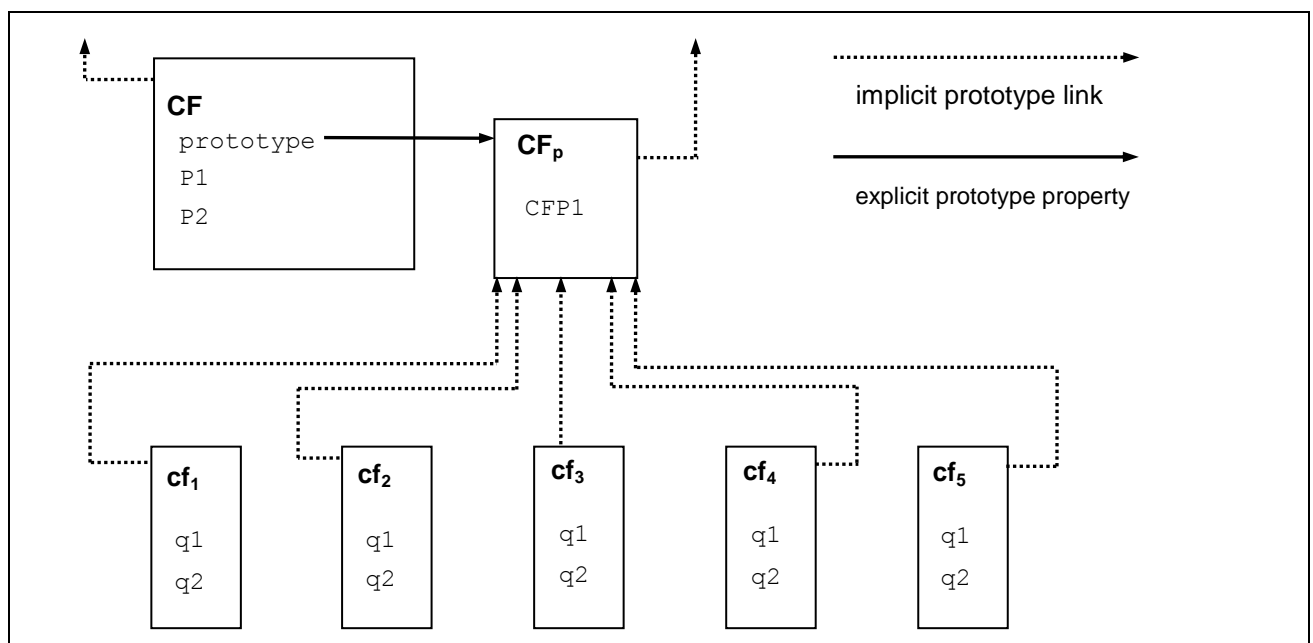 CF
prototype
P1
P2
CFp
CFP1
implicit prototype link
explicit prototype property
cf1
q1
q2
cf2
q1
q2
cf3
q1
q2
cf4
q1
q2
cf5
q1
q2